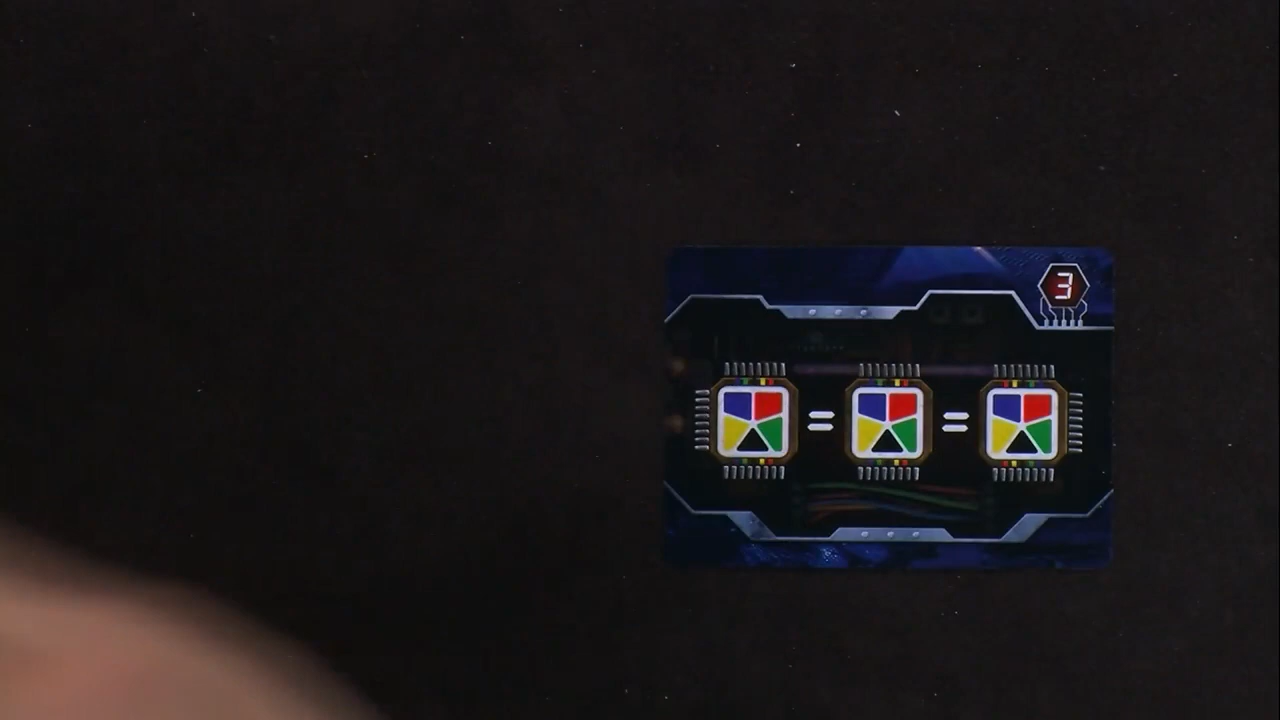 3
= =